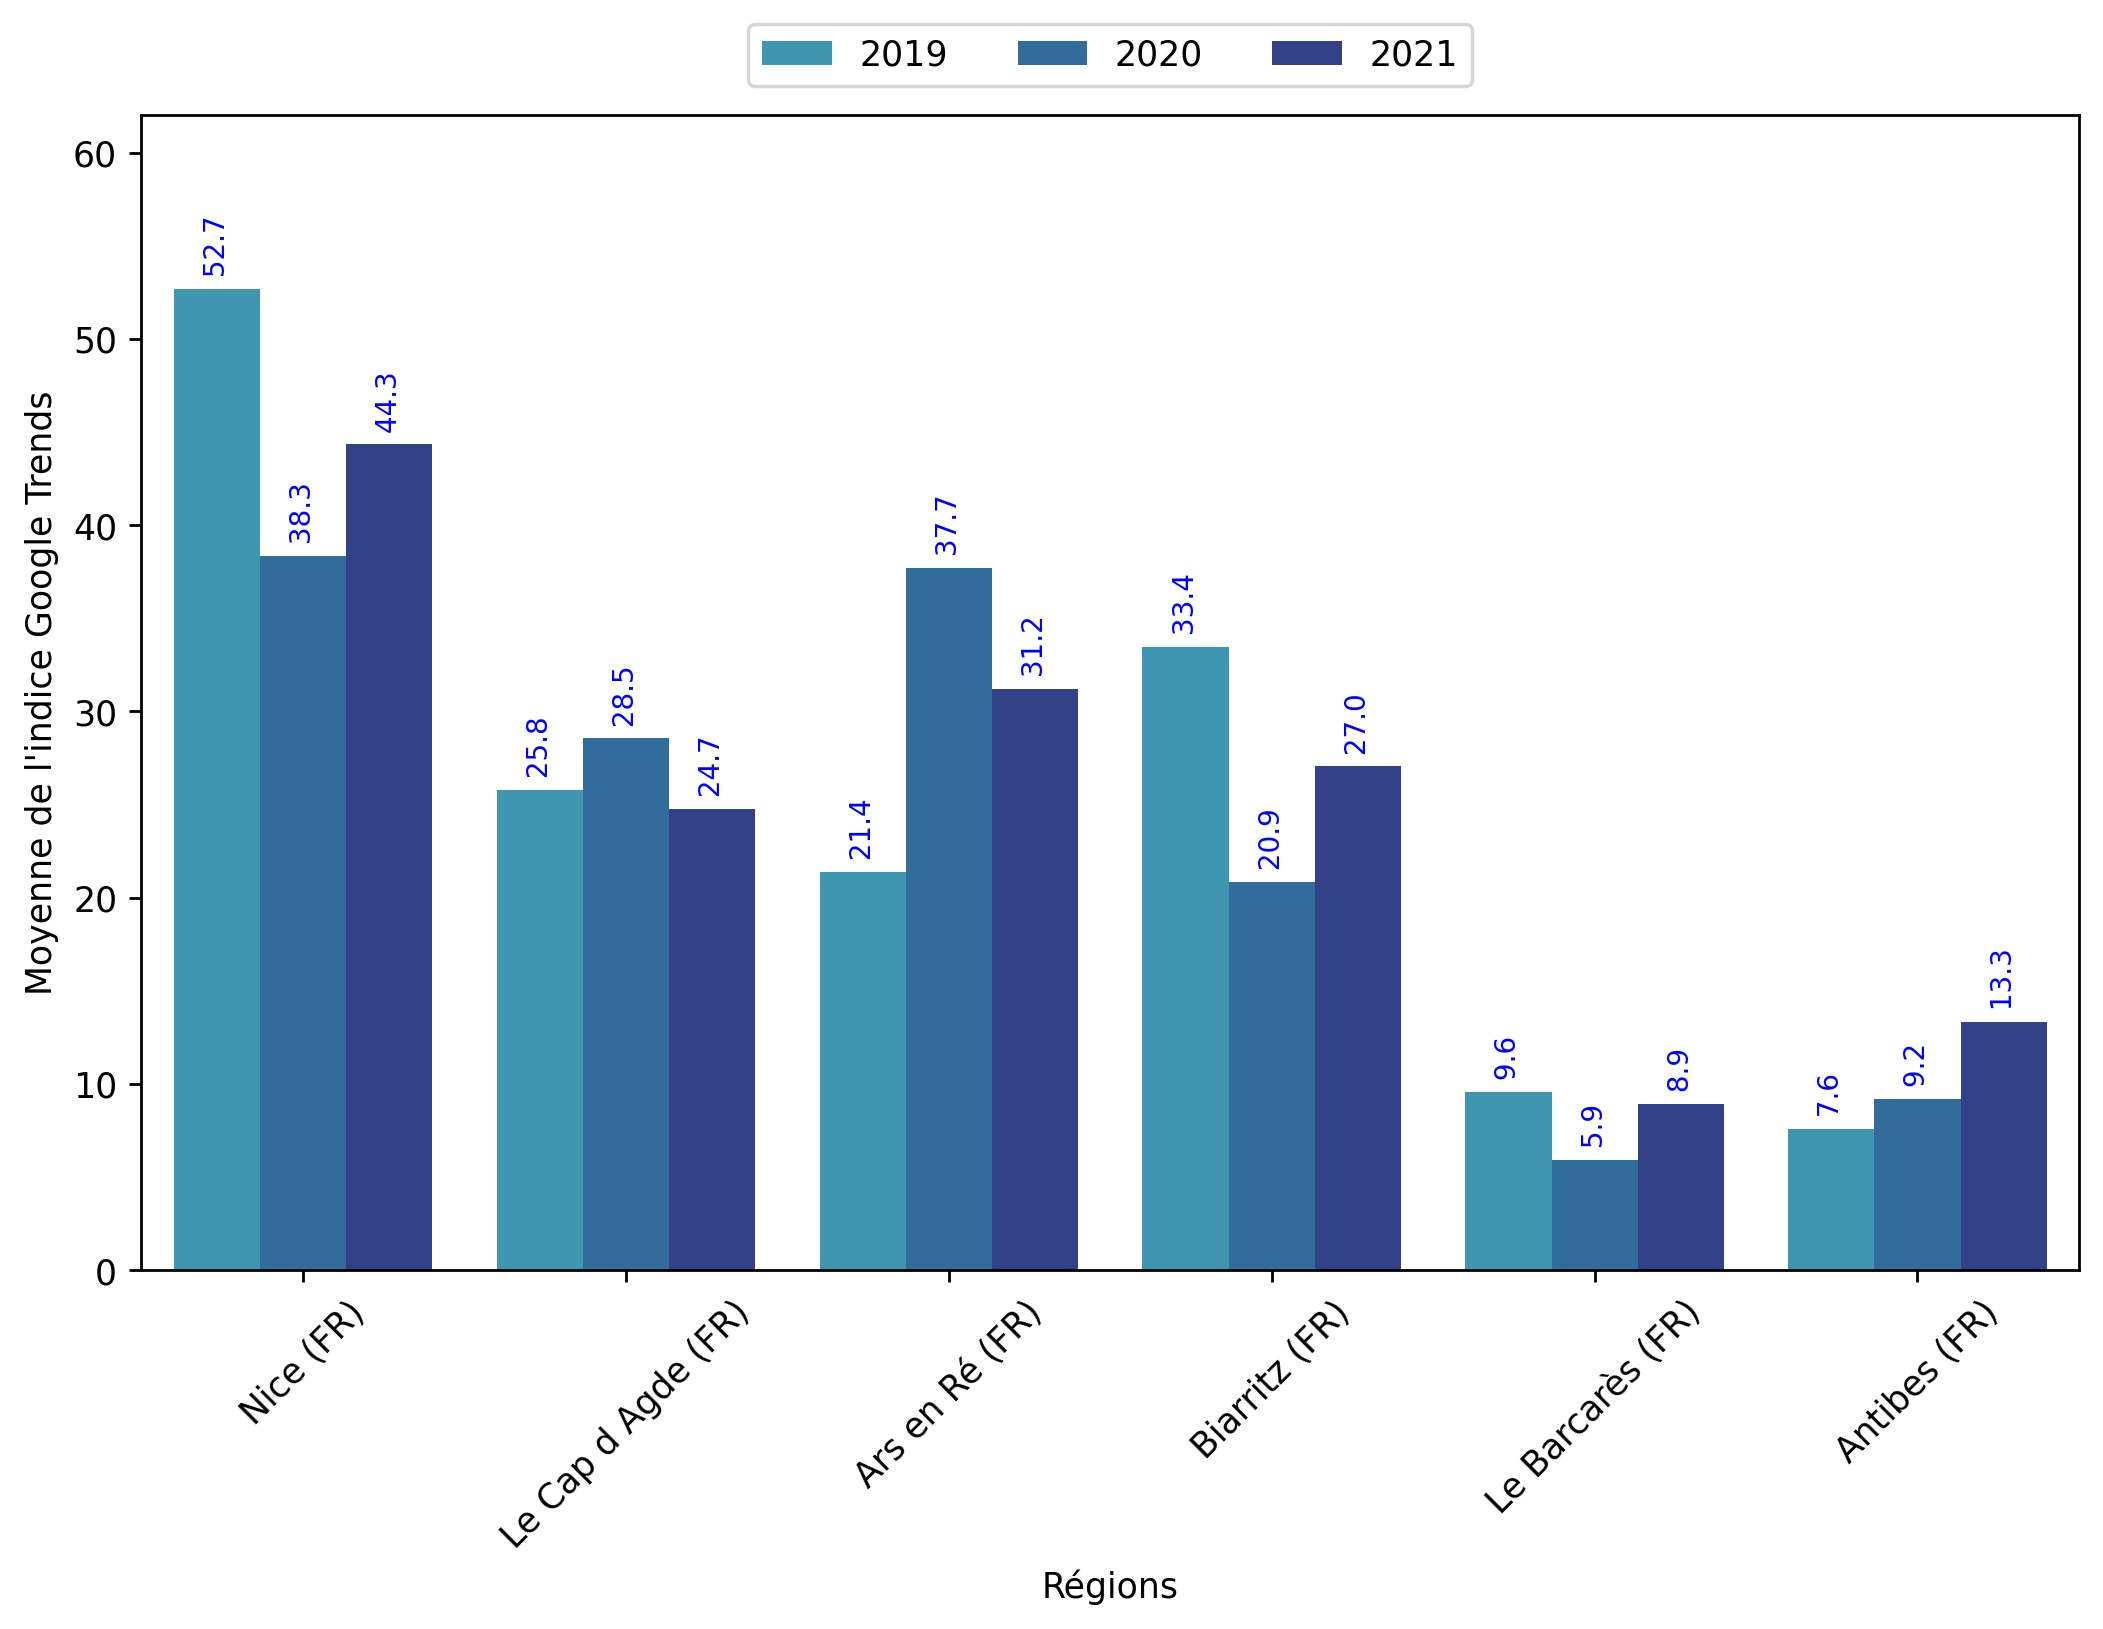 2019 2020 2021
Moyenne de l'indice Google Trends
60
50
40
30
20
10
0
52.7
38.3
44.3
25.8
28.5
24.7
21.4
37.7
31.2
33.4
20.9
27.0
9.6
5.9
8.9
7.6
9.2
13.3
Nice (FR)
Le Cap d Agde (FR)
Ars en Ré (FR)
Biarritz (FR)
Le Barcarès (FR)
Antibes (FR)
Régions